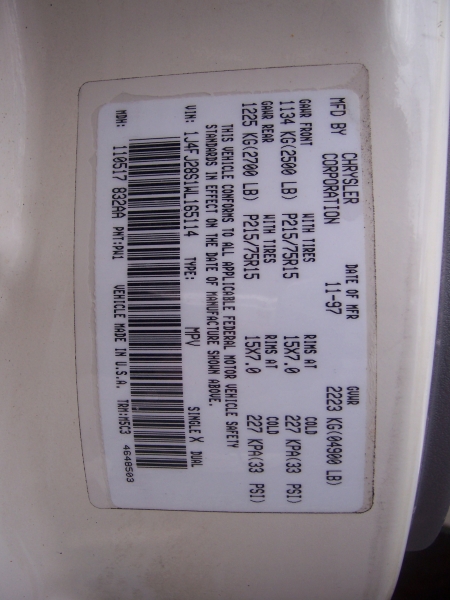 MFD BY CHRYSLER CORPORATION DATE OF MFR 11-97 GVWR 2223 KG(04900 LB)
GAWR FRONT WITH TIRES RIMS AT COLD
1134 KG(2500 LB) P215/75R15 15X7.0 227 KPA(33 PSI)
GAWR REAR WITH TIRES RIMS AT COLD
1225 KG(2700 LB) P215/75R15 15X7.0 227 KPA(33 PSI)
THIS VEHICLE CONFORMS TO ALL APPLICABLE FEDERAL MOTOR VEHICLE SAFETY
STANDARDS IN EFFECT ON THE DATE OF MANUFACTURE SHOWN ABOVE.
VIN: 1J4FJ28S1WL165114 TYPE: MPV SINGLE X DUAL
MDH: 110517 832AA PNT:PW1 VEHICLE MADE IN U.S.A. TRM:M5C3 4648503